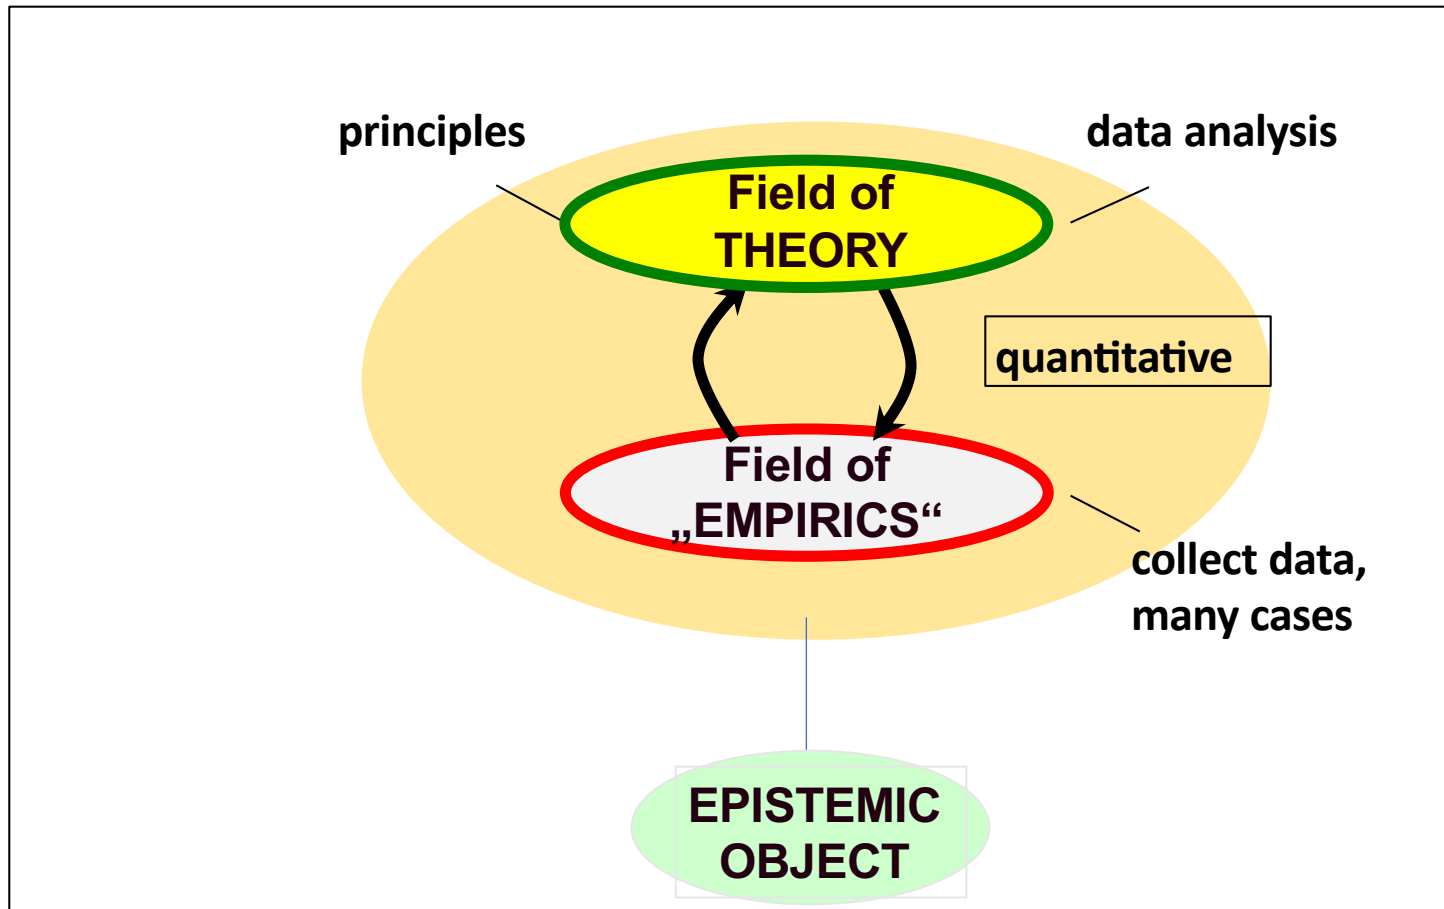 principles
data analysis
Field of
THEORY
quantitative
Field of
„EMPIRICS“
collect data,
many cases
EPISTEMIC
OBJECT